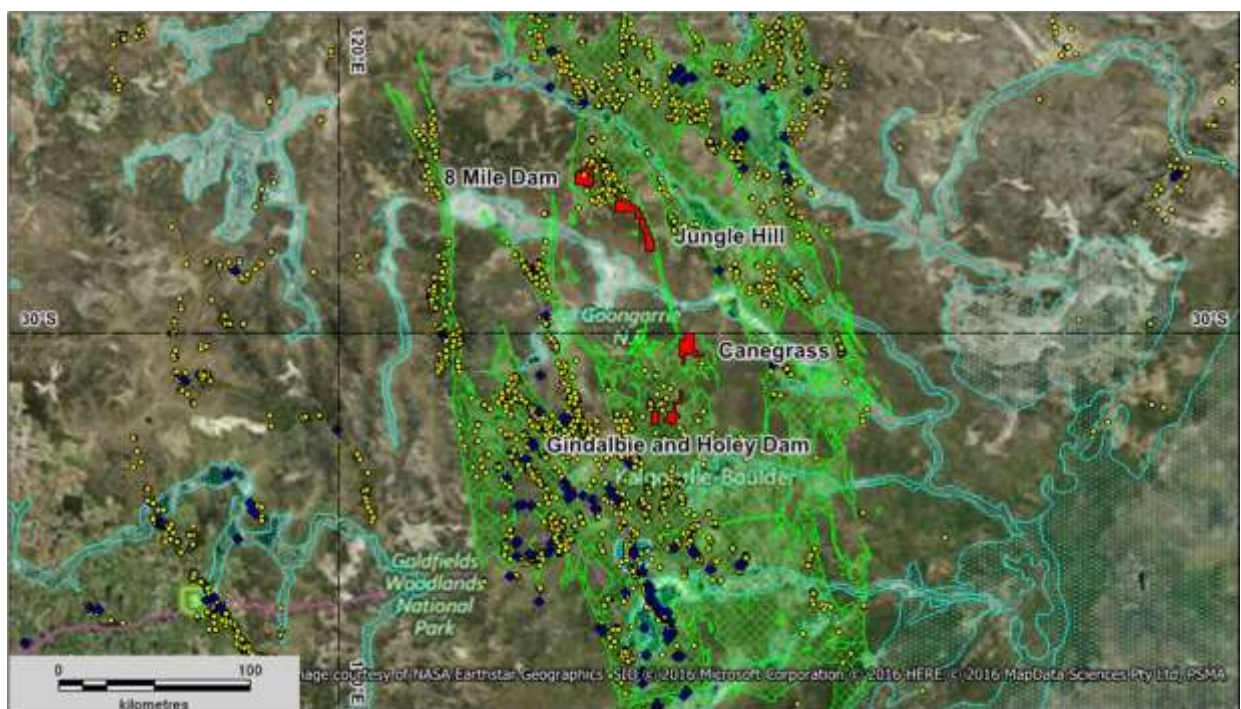 120°E
8 Mile Dam
Jungle Hill
30°S
30°S
Goongarrie
N.P.
Canegrass
Gindalbie and Holey Dam
Kalgoorlie-Boulder
Goldfields
Woodlands
National
Park
0 100
kilometres
courtesy of NASA Earthstar Geographics SIO © 2016 Microsoft Corporation © 2016 HERE © 2016 MapData Sciences Pty Ltd, PSMA